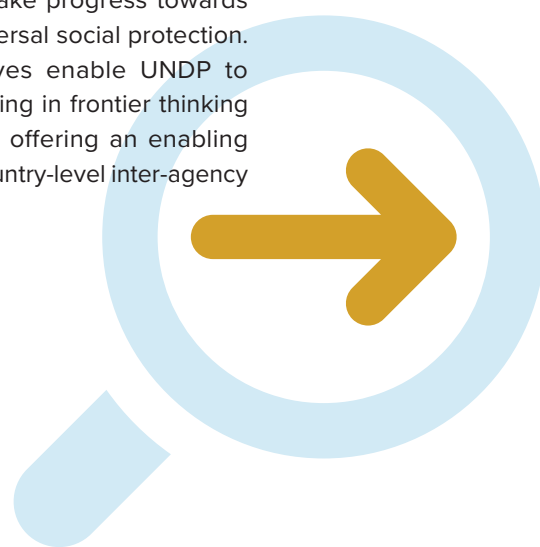 ake progress towards
ersal social protection.
ves enable UNDP to
ing in frontier thinking
offering an enabling
untry-level inter-agency